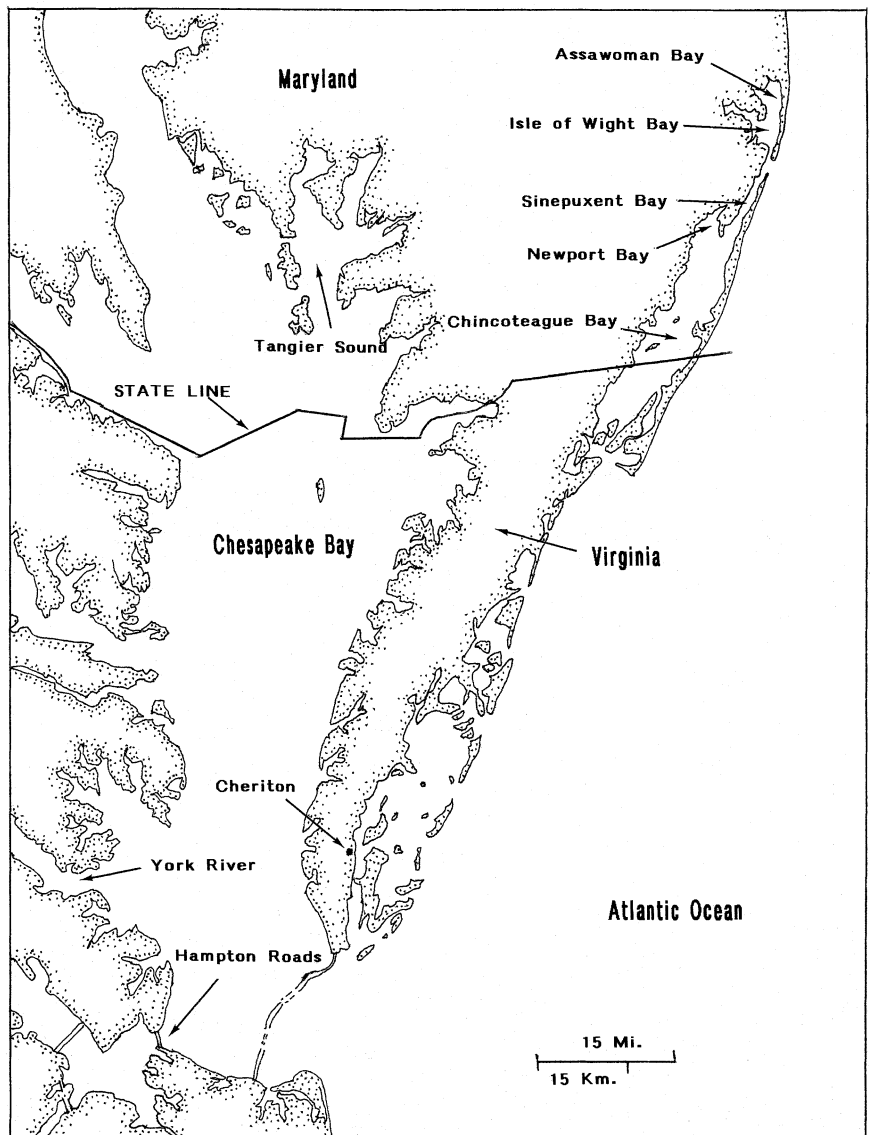 Assawoman Bay
Maryland
Isle of Wight Bay
Sinepuxent Bay
Newport Bay
Chincoteague Bay
Tangier Sound
STATE LINE
Chesapeake Bay
Virginia
Cheriton
York River
Atlantic Ocean
Hampton Roads
15 Mi.
15 Km.